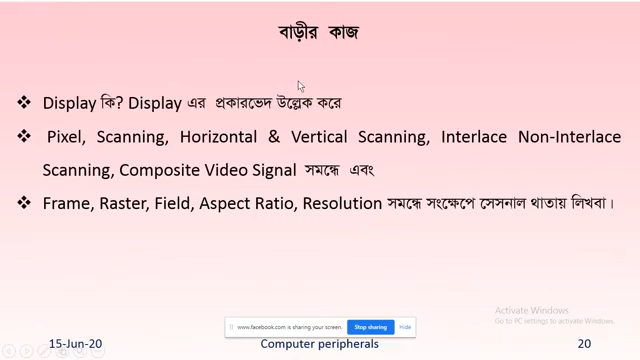 বাড়ীর কাজ
❖ Display কি? Display এর প্রকারভেদ উল্লেক করে
❖ Pixel, Scanning, Horizontal & Vertical Scanning, Interlace Non-Interlace
Scanning, Composite Video Signal সমন্ধে এবং
❖ Frame, Raster, Field, Aspect Ratio, Resolution সমন্ধে সংক্ষেপে সেসনাল থাতায় লিখবা।
Activate Windows
Go to PC settings to activate Windows.
www.facebook.com is sharing your screen. Stop sharing Hide
15-Jun-20 Computer peripherals 20